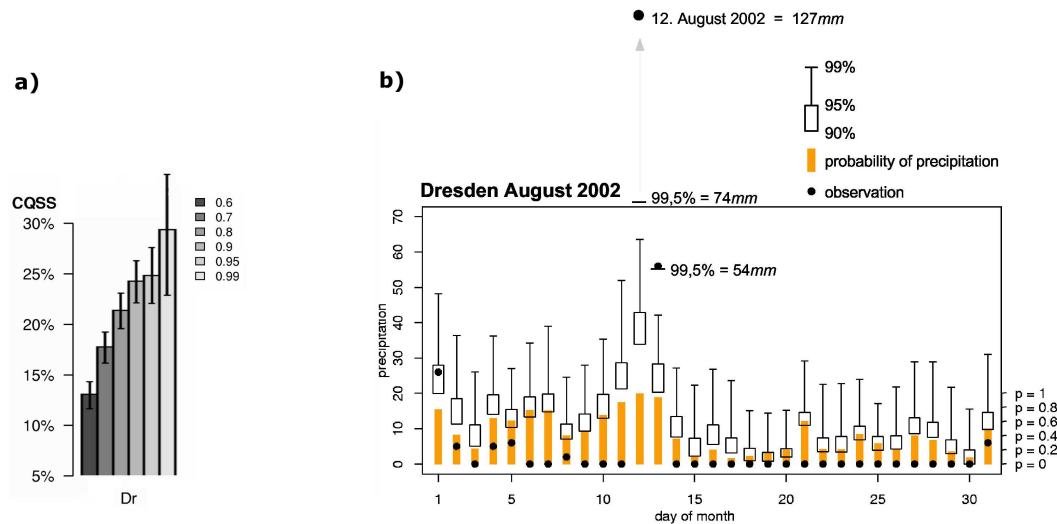 a)
CQSS
30%
25%
20%
15%
10%
5%
Dr
0.6
0.7
0.8
0.9
0.95
0.99
b)
12. August 2002 = 127mm
99%
95%
90%
probability of precipitation
observation
Dresden August 2002
99,5% = 74mm
99,5% = 54mm
precipitation
70
60
50
40
30
20
10
0
p = 1
p = 0.8
p = 0.6
p = 0.4
p = 0.2
p = 0
1 5 10 15 20 25 30
day of month